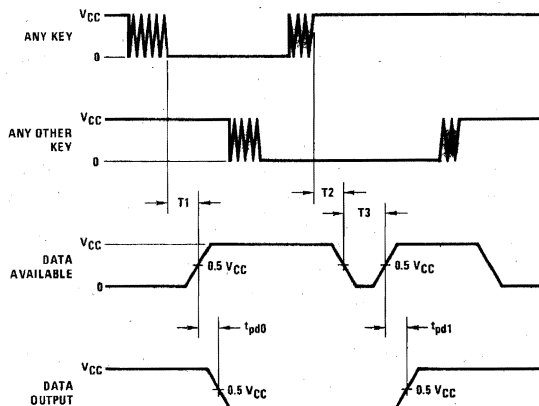 VCC
ANY KEY
0
VCC
ANY OTHER
KEY
0
T1
T2
T3
VCC
DATA
AVAILABLE
0.5 VCC
0.5 VCC
0
tpd0
tpd1
VCC
DATA
OUTPUT
0.5 VCC
0.5 VCC